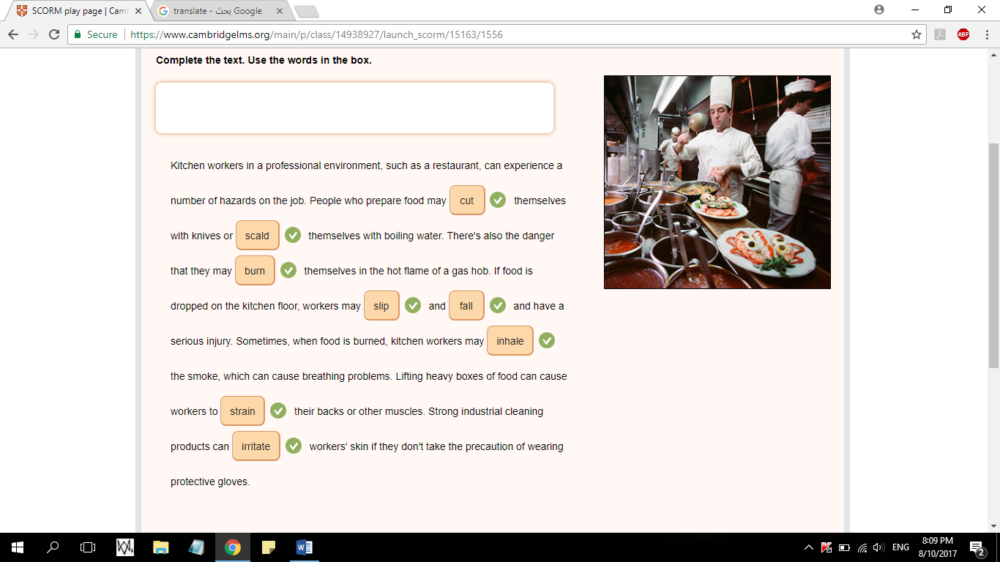 SCORM play page | Cam
translate - بحث Google
Secure
https://www.cambridgelms.org/main/p/class/14938927/launch_scorm/15163/1556
ABP
Complete the text. Use the words in the box.
Kitchen workers in a professional environment, such as a restaurant, can experience a
number of hazards on the job. People who prepare food may cut themselves
with knives or scald themselves with boiling water. There's also the danger
that they may burn themselves in the hot flame of a gas hob. If food is
dropped on the kitchen floor, workers may slip and fall and have a
serious injury. Sometimes, when food is burned, kitchen workers may inhale
the smoke, which can cause breathing problems. Lifting heavy boxes of food can cause
workers to strain their backs or other muscles. Strong industrial cleaning
products can irritate workers' skin if they don't take the precaution of wearing
protective gloves.
ENG
8:09 PM
8/10/2017
2